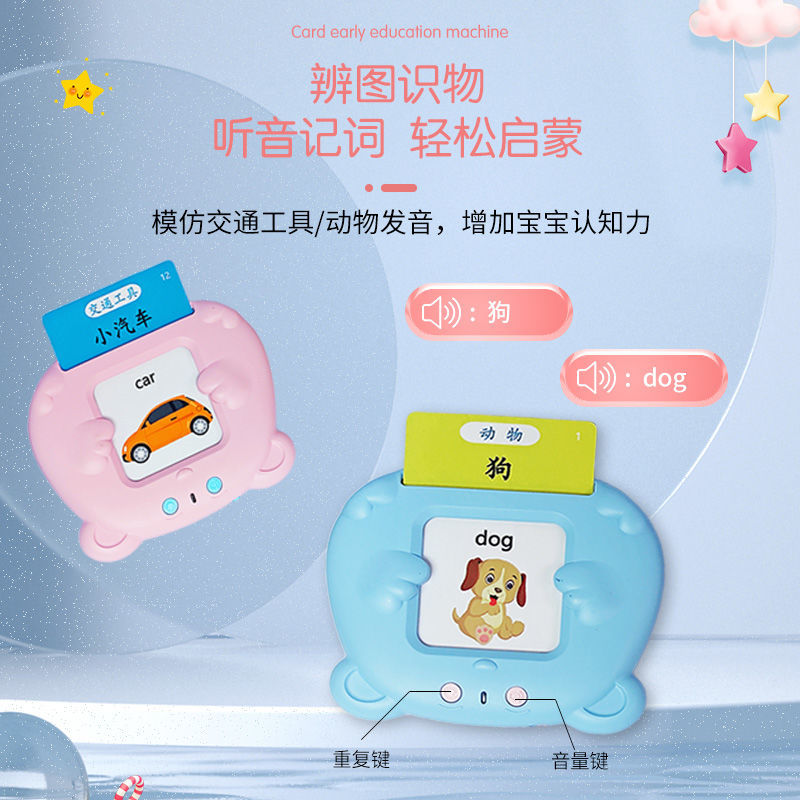 Card early education machine
辨图识物
听音记词 轻松启蒙
模仿交通工具/动物发音，增加宝宝认知力
12
交通工具
小汽车
car
：狗
：dog
动物
1
狗
dog
重复键
音量键